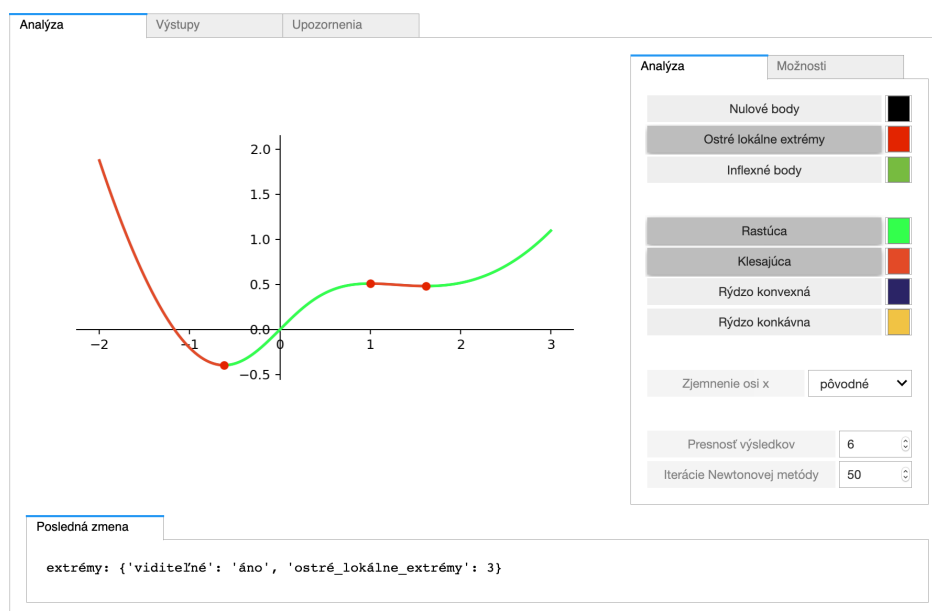 Analýza
Výstupy
Upozornenia
Analýza
Možnosti
Nulové body
Ostré lokálne extrémy
Inflexné body
Rastúca
Klesajúca
Rýdzo konvexná
Rýdzo konkávna
Zjemnenie osi x
pôvodné
Presnosť výsledkov
6
Iterácie Newtonovej metódy
50
2.0
1.5
1.0
0.5
0.0
−0.5
−2
−1
0
1
2
3
Posledná zmena
extrémy: {'viditeľné': 'áno', 'ostré_lokálne_extrémy': 3}